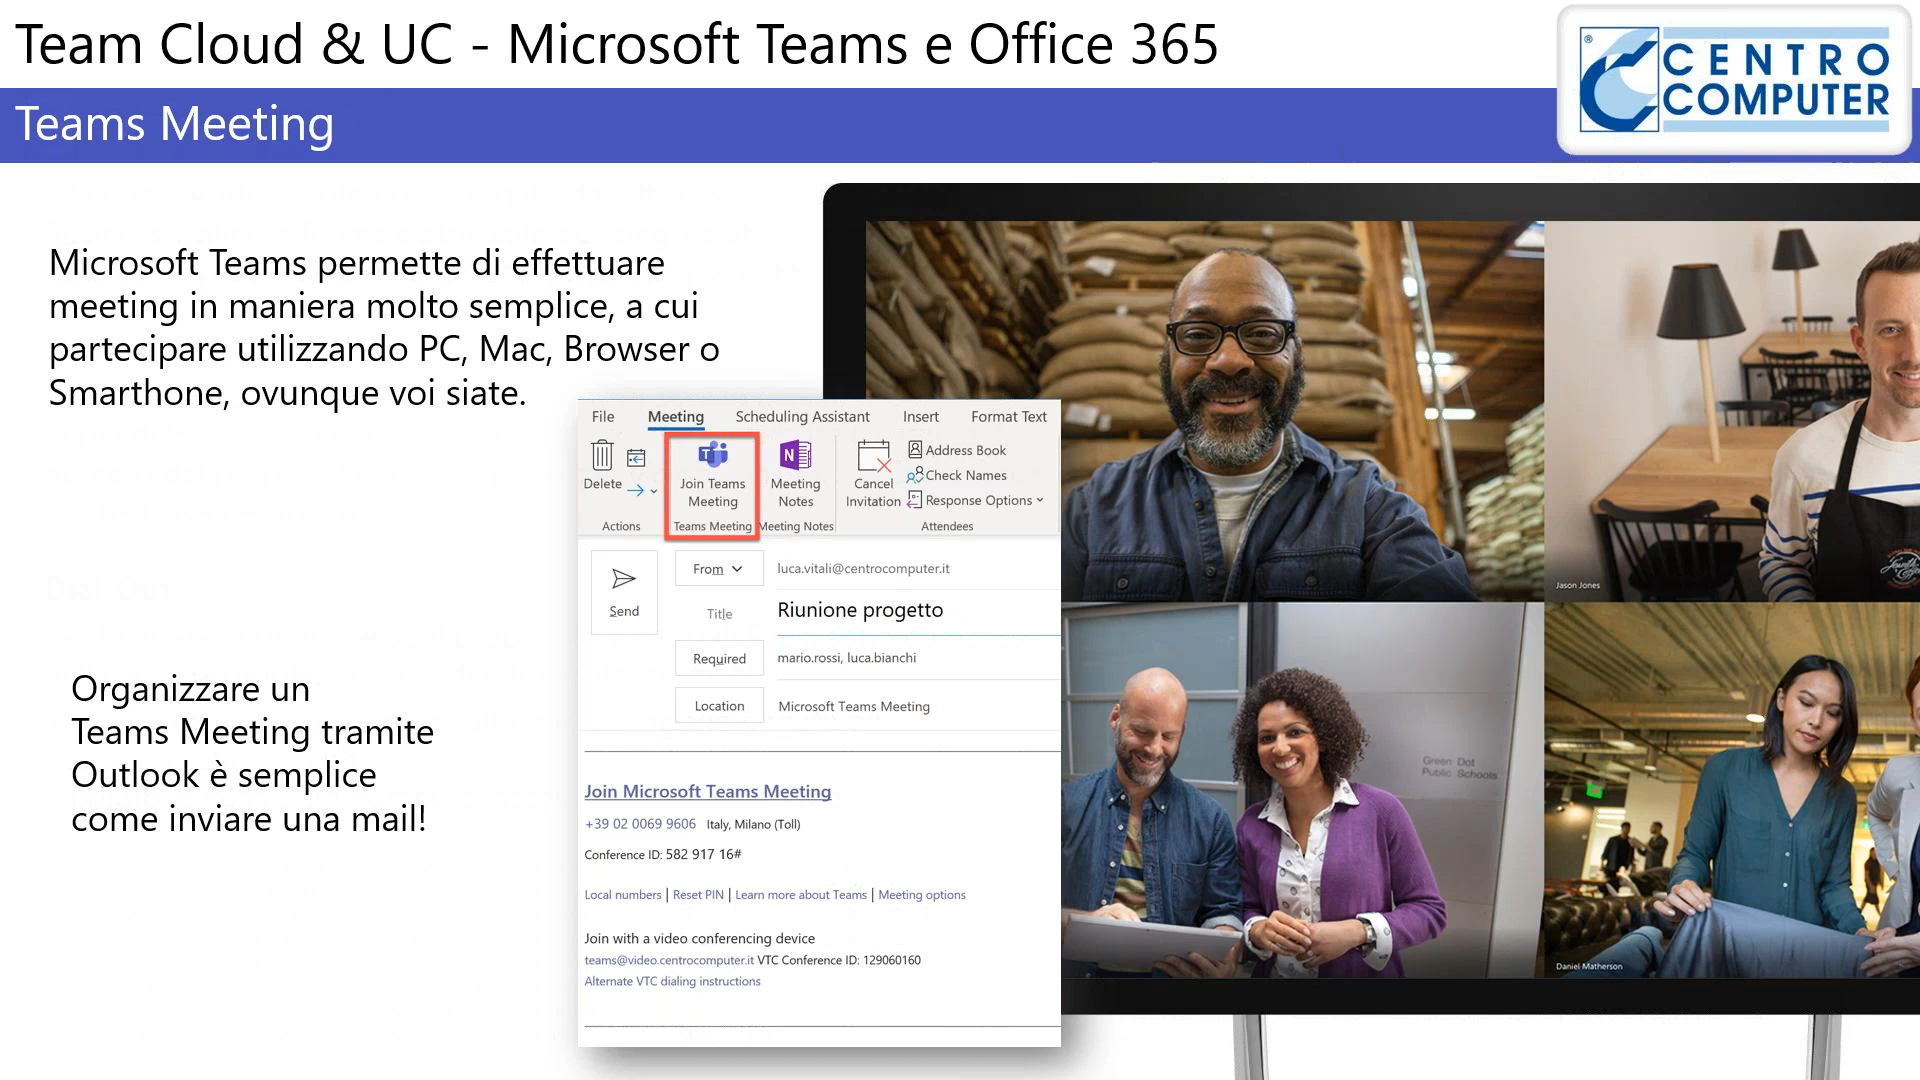 Team Cloud & UC - Microsoft Teams e Office 365
® CENTRO
COMPUTER
Teams Meeting
Microsoft Teams permette di effettuare
meeting in maniera molto semplice, a cui
partecipare utilizzando PC, Mac, Browser o
Smarthone, ovunque voi siate.
Organizzare un
Teams Meeting tramite
Outlook è semplice
come inviare una mail!
File Meeting Scheduling Assistant Insert Format Text
Delete
Actions
Join Teams
Meeting
Teams Meeting
Meeting
Notes
Meeting Notes
Cancel
Invitation
Address Book
Check Names
Response Options
Attendees
Send
From luca.vitali@centrocomputer.it
Title Riunione progetto
Required mario.rossi, luca.bianchi
Location Microsoft Teams Meeting
Join Microsoft Teams Meeting
+39 02 0069 9606 Italy, Milano (Toll)
Conference ID: 582 917 16#
Local numbers | Reset PIN | Learn more about Teams | Meeting options
Join with a video conferencing device
teams@video.centrocomputer.it VTC Conference ID: 129060160
Alternate VTC dialing instructions
Jason Jones
Green Dot
Public Schools
Daniel Matherson